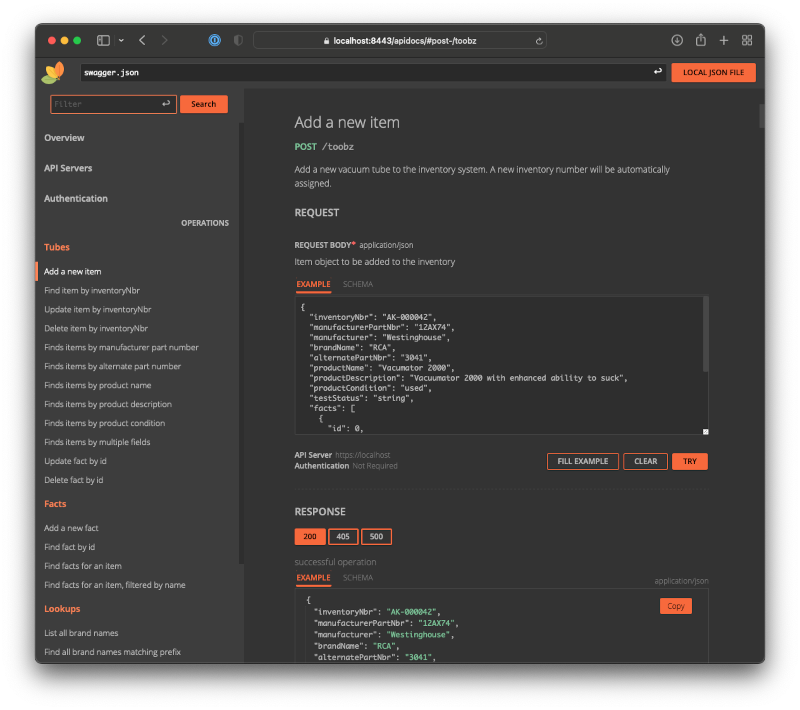 localhost:8443/apidocs/#post-/toobz
swagger.json
LOCAL JSON FILE
Filter
Search
Overview
API Servers
Authentication
OPERATIONS
Tubes
Add a new item
Find item by inventoryNbr
Update item by inventoryNbr
Delete item by inventoryNbr
Finds items by manufacturer part number
Finds items by alternate part number
Finds items by product name
Finds items by product description
Finds items by product condition
Finds items by multiple fields
Update fact by id
Delete fact by id
Facts
Add a new fact
Find fact by id
Find facts for an item
Find facts for an item, filtered by name
Lookups
List all brand names
Find all brand names matching prefix
Add a new item
POST /toobz
Add a new vacuum tube to the inventory system. A new inventory number will be automatically
assigned.
REQUEST
REQUEST BODY* application/json
Item object to be added to the inventory
EXAMPLE SCHEMA
{
"inventoryNbr": "AK-000042",
"manufacturerPartNbr": "12AX74",
"manufacturer": "Westinghouse",
"brandName": "RCA",
"alternatePartNbr": "3041",
"productName": "Vacumator 2000",
"productDescription": "Vacuumator 2000 with enhanced ability to suck",
"productCondition": "used",
"testStatus": "string",
"facts": [
{
"id": 0,
API Server https://localhost
Authentication Not Required
FILL EXAMPLE CLEAR TRY
RESPONSE
200 405 500
successful operation
EXAMPLE SCHEMA
application/json
Copy
{
"inventoryNbr": "AK-000042",
"manufacturerPartNbr": "12AX74",
"manufacturer": "Westinghouse",
"brandName": "RCA",
"alternatePartNbr": "3041",